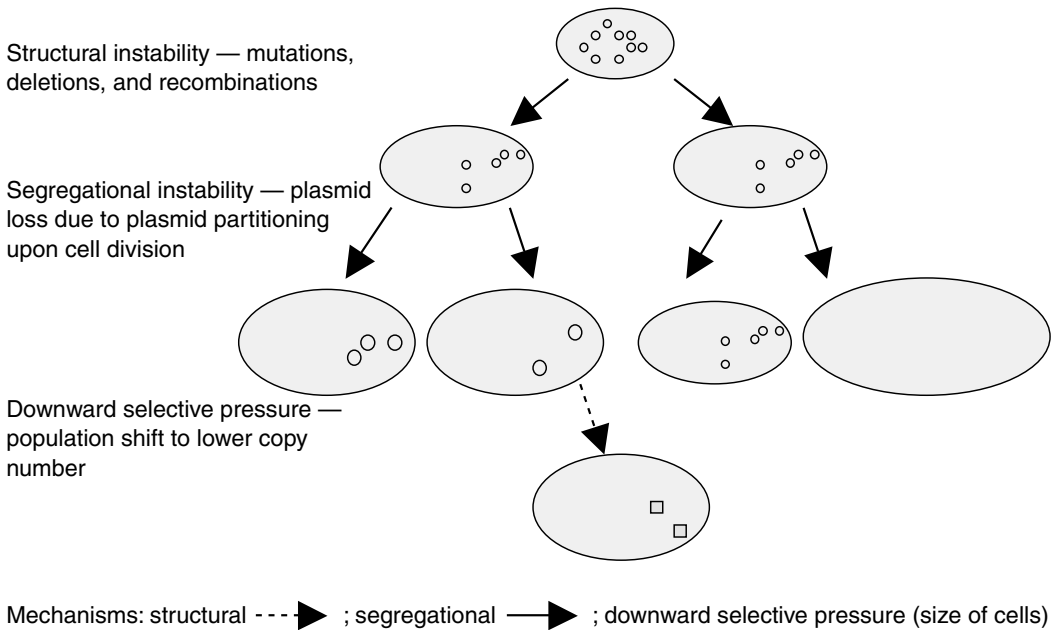 Structural instability — mutations,
deletions, and recombinations
Segregational instability — plasmid
loss due to plasmid partitioning
upon cell division
Downward selective pressure —
population shift to lower copy
number
Mechanisms: structural ; segregational ; downward selective pressure (size of cells)